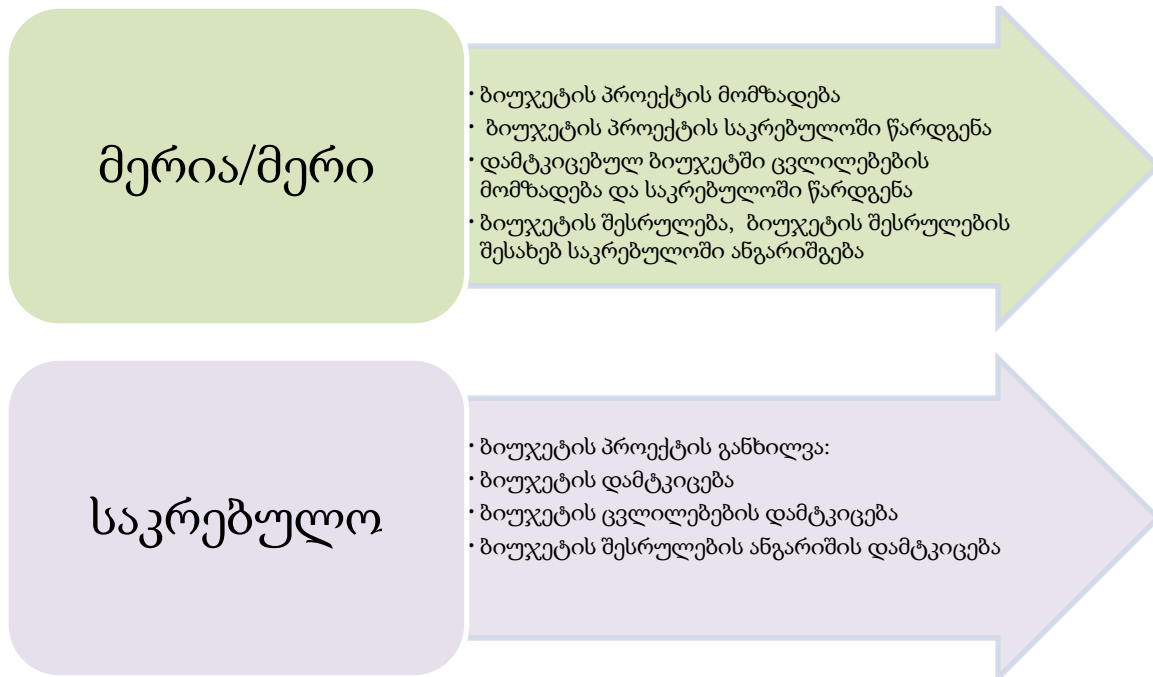 მერია/მერი
· ბიუჯეტის პროექტის მომზადება
· ბიუჯეტის პროექტის საკრებულოში წარდგენა
· დამტკიცებულ ბიუჯეტში ცვლილებების
მომზადება და საკრებულოში წარდგენა
· ბიუჯეტის შესრულება, ბიუჯეტის შესრულების
შესახებ საკრებულოში ანგარიშგება
საკრებულო
· ბიუჯეტის პროექტის განხილვა:
· ბიუჯეტის დამტკიცება
· ბიუჯეტის ცვლილებების დამტკიცება
· ბიუჯეტის შესრულების ანგარიშის დამტკიცება